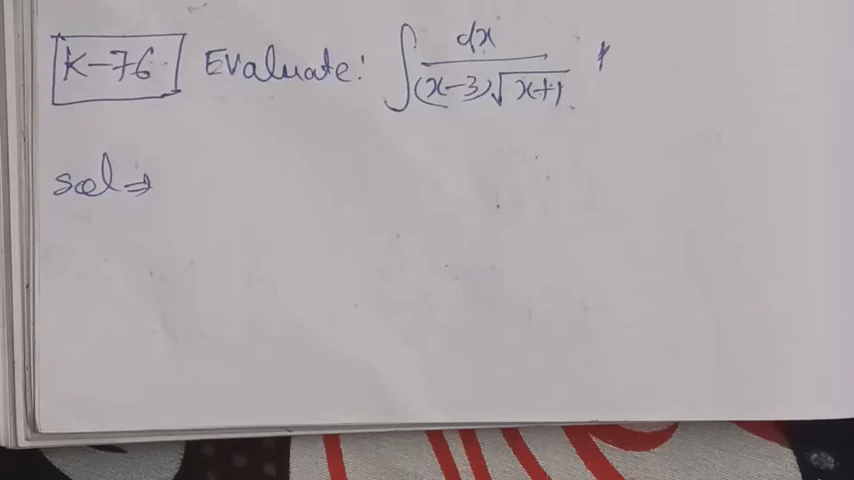 K-76 Evaluate: ∫ dx / (x-3)√(x+1)
sol ⇒